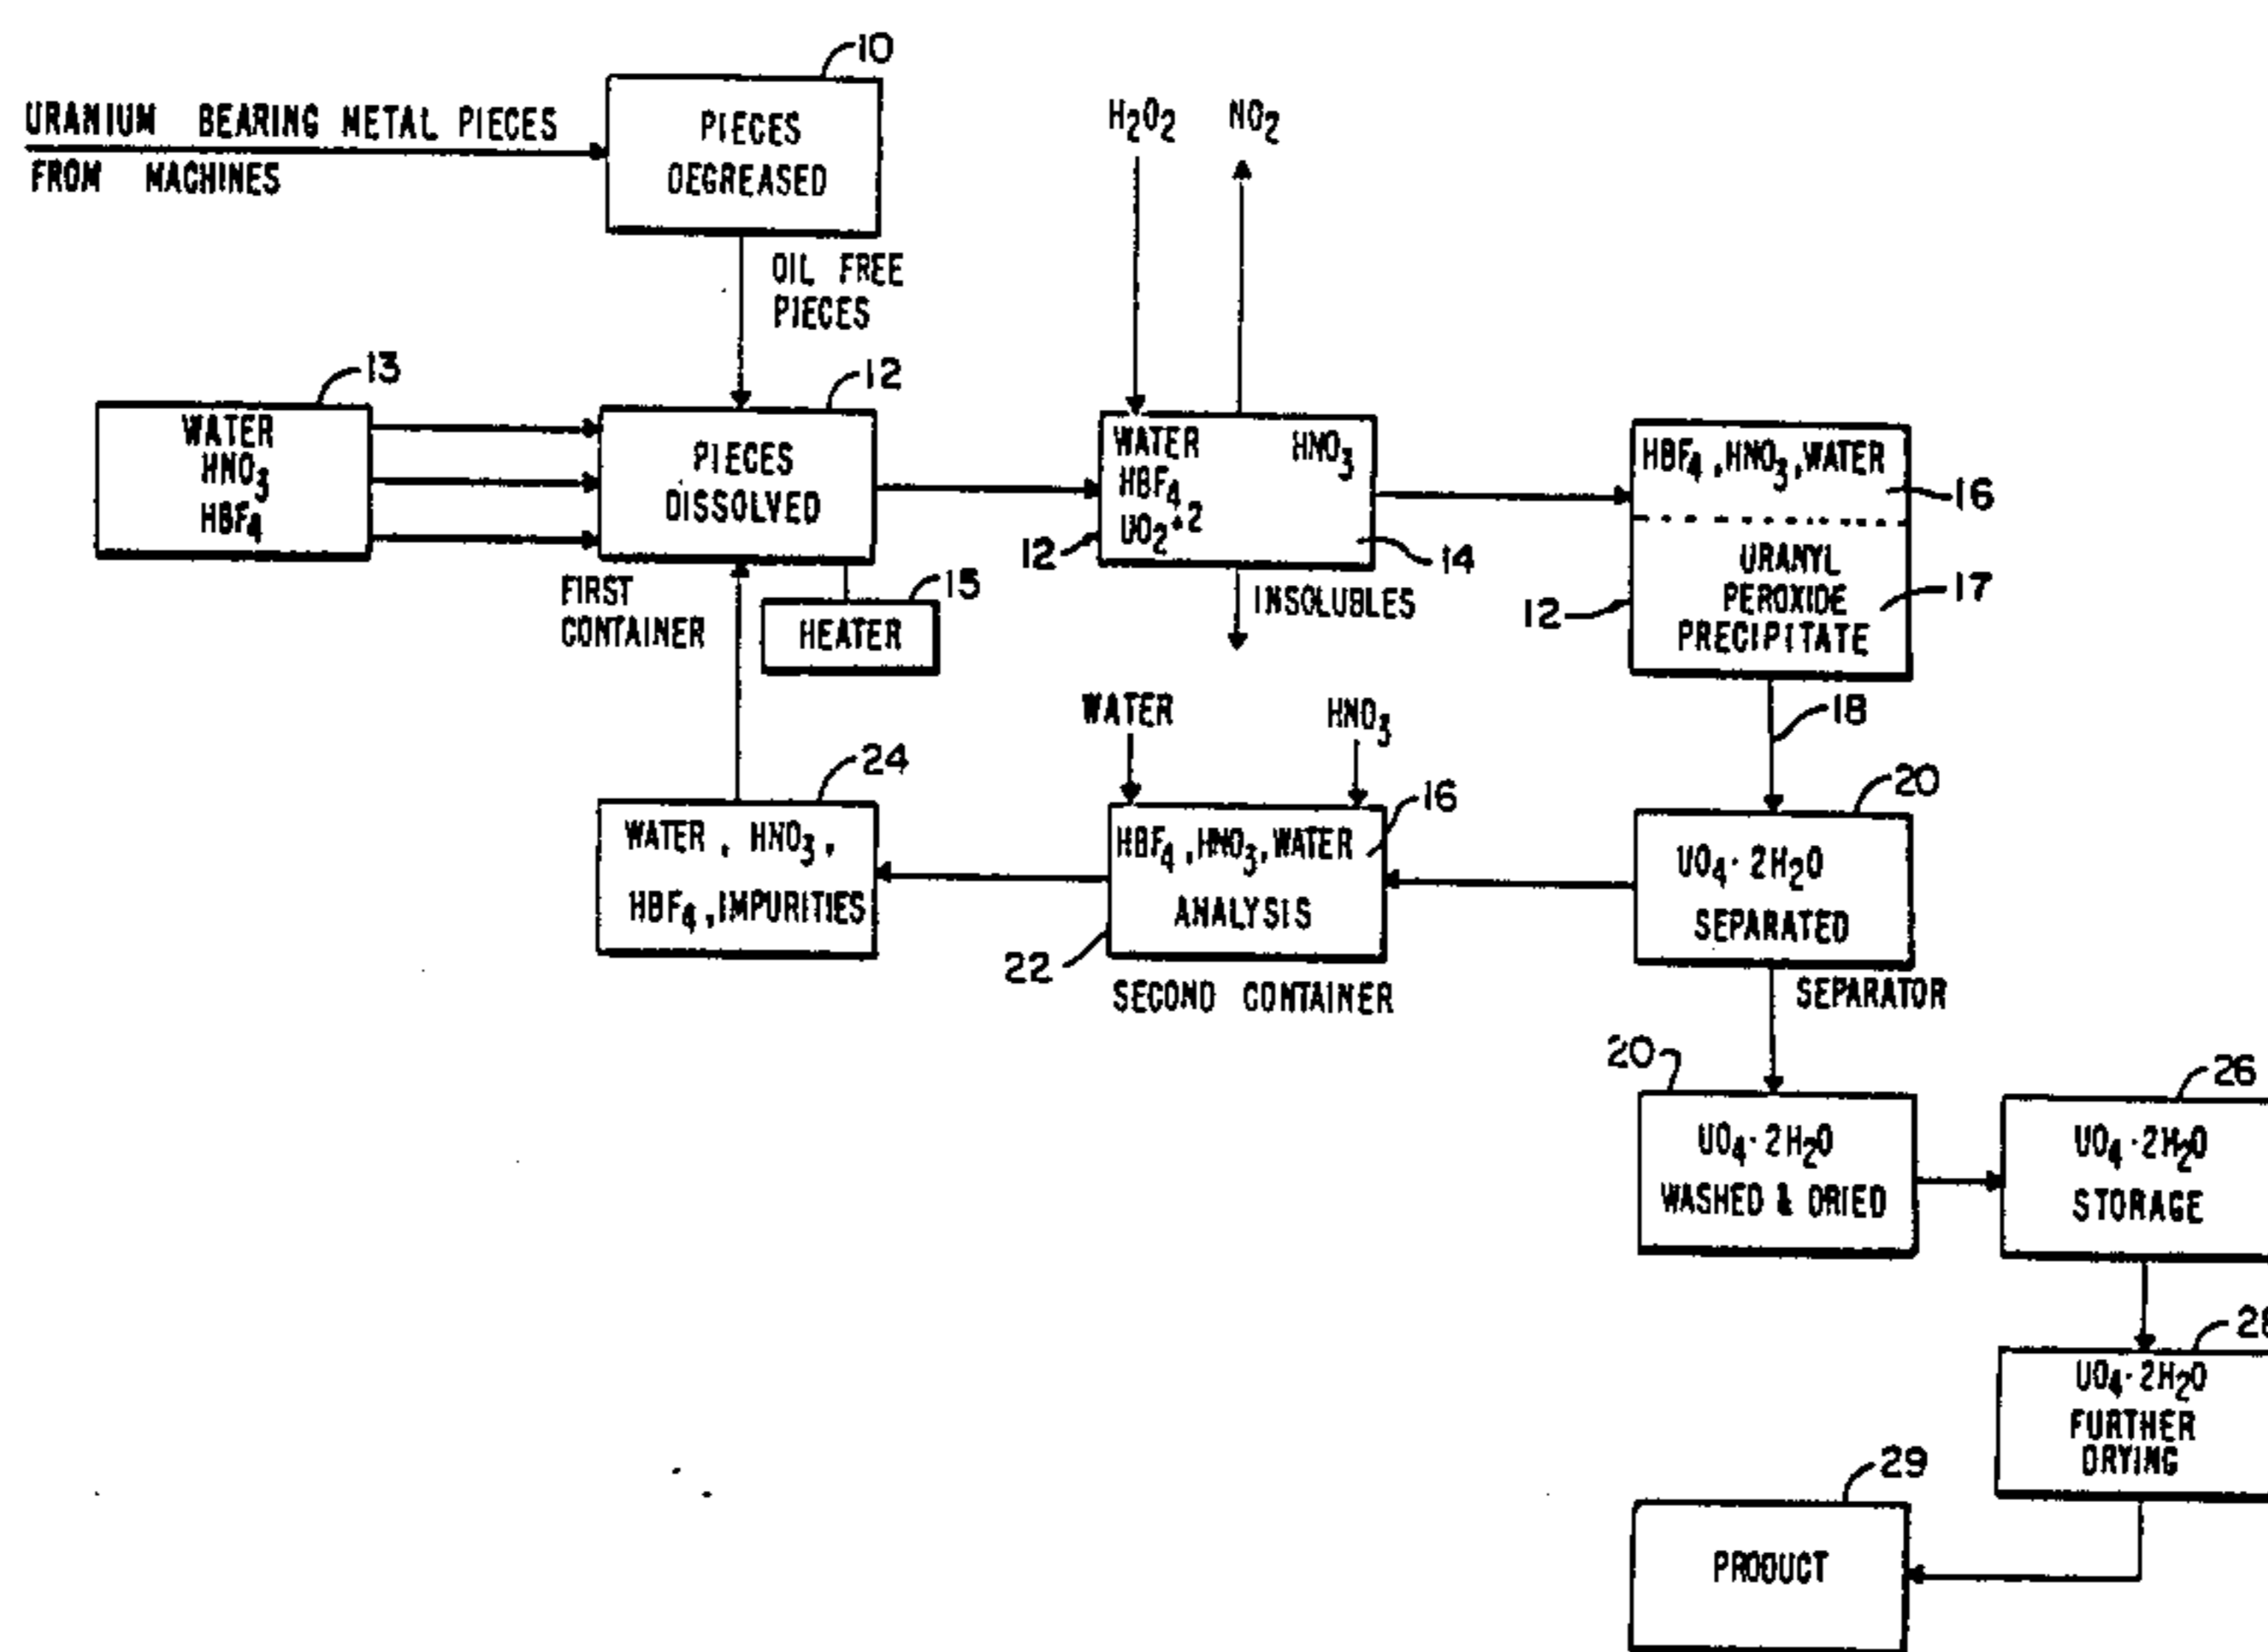 10
URANIUM BEARING METAL PIECES
FROM MACHINES
PIECES
DEGREASED
H2O2 NO2
OIL FREE
PIECES
13
WATER
HNO3
HBF4
12
PIECES
DISSOLVED
FIRST
CONTAINER
15
HEATER
WATER HNO3
HBF4
UO2+2
12
14
INSOLUBLES
HBF4, HNO3, WATER
16
URANYL
PEROXIDE
PRECIPITATE
17
12
18
24
WATER, HNO3,
HBF4, IMPURITIES
WATER HNO3
16
HBF4, HNO3, WATER
ANALYSIS
22
SECOND CONTAINER
20
UO4·2H2O
SEPARATED
SEPARATOR
20
UO4·2H2O
WASHED & DRIED
26
UO4·2H2O
STORAGE
28
UO4·2H2O
FURTHER
DRYING
29
PRODUCT